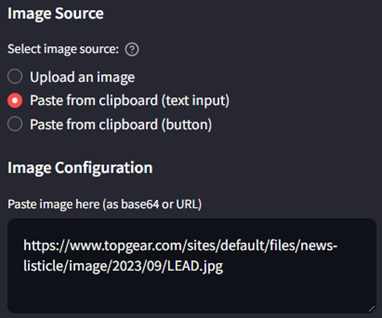 Image Source
Select image source:
Upload an image
Paste from clipboard (text input)
Paste from clipboard (button)
Image Configuration
Paste image here (as base64 or URL)
https://www.topgear.com/sites/default/files/news-
listicle/image/2023/09/LEAD.jpg